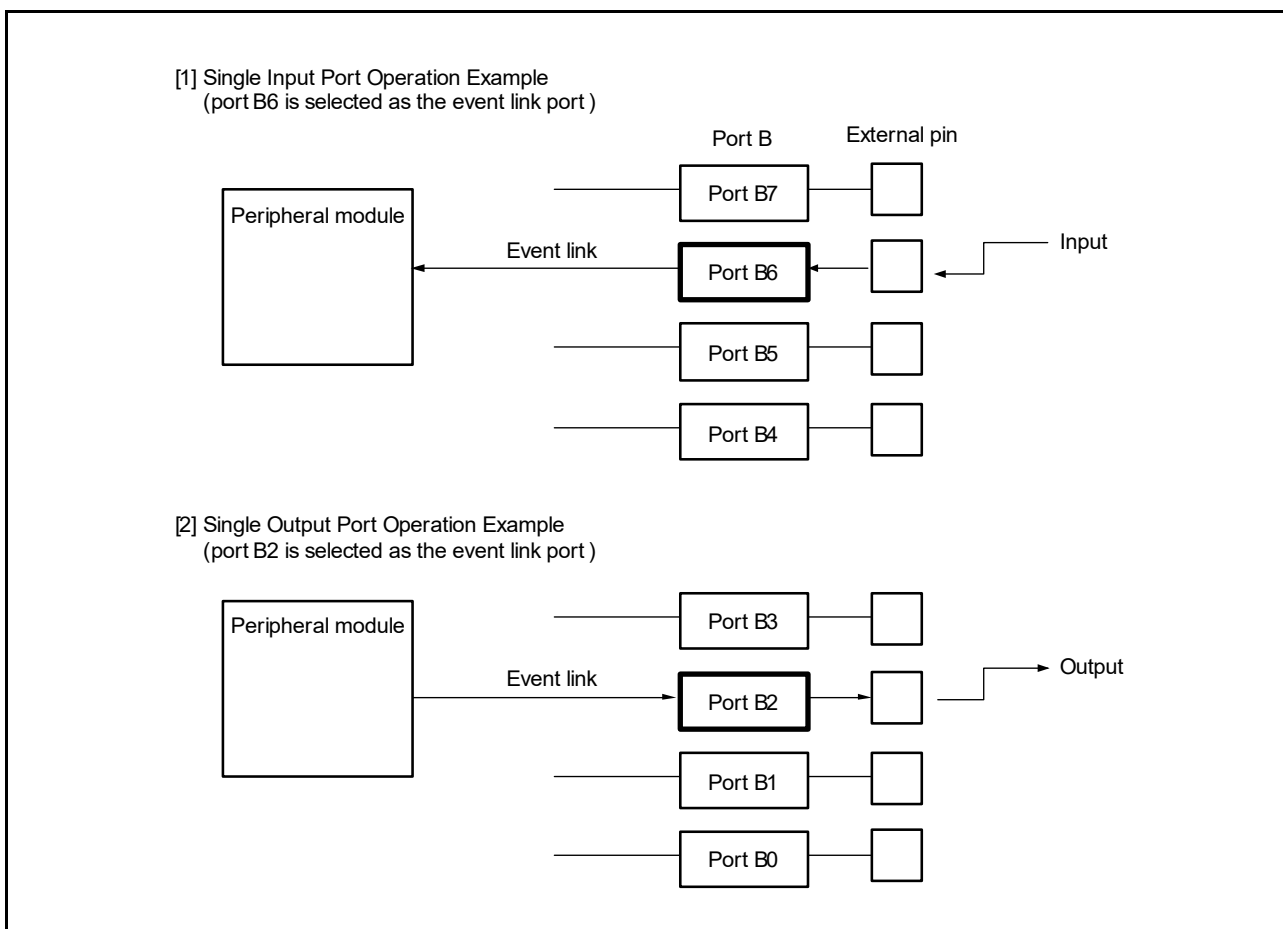 [1] Single Input Port Operation Example
(port B6 is selected as the event link port )
Port B
External pin
Peripheral module
Port B7
Event link
Port B6
Input
Port B5
Port B4
[2] Single Output Port Operation Example
(port B2 is selected as the event link port )
Peripheral module
Port B3
Event link
Port B2
Output
Port B1
Port B0